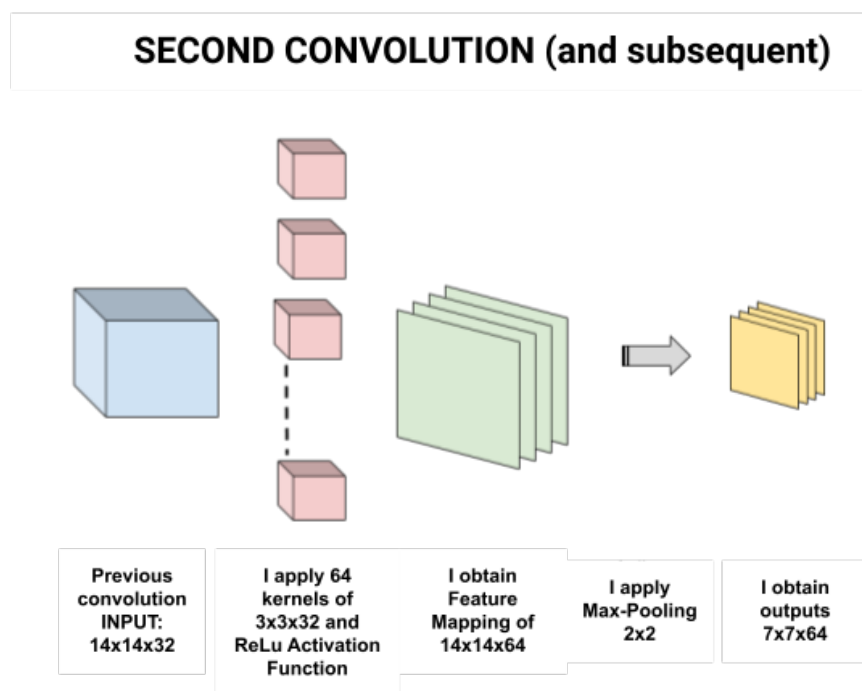 SECOND CONVOLUTION (and subsequent)
Previous
convolution
INPUT:
14x14x32
I apply 64
kernels of
3x3x32 and
ReLu Activation
Function
I obtain
Feature
Mapping of
14x14x64
I apply
Max-Pooling
2x2
I obtain
outputs
7x7x64